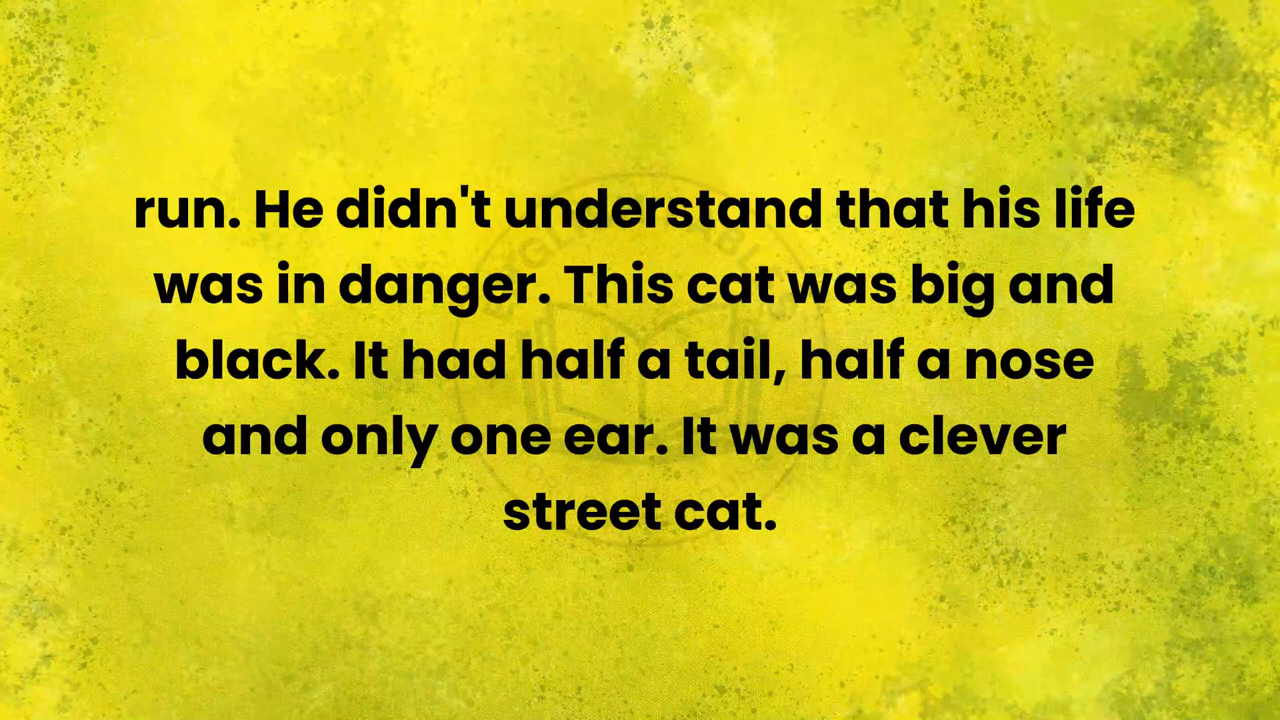 run. He didn't understand that his life
was in danger. This cat was big and
black. It had half a tail, half a nose
and only one ear. It was a clever
street cat.